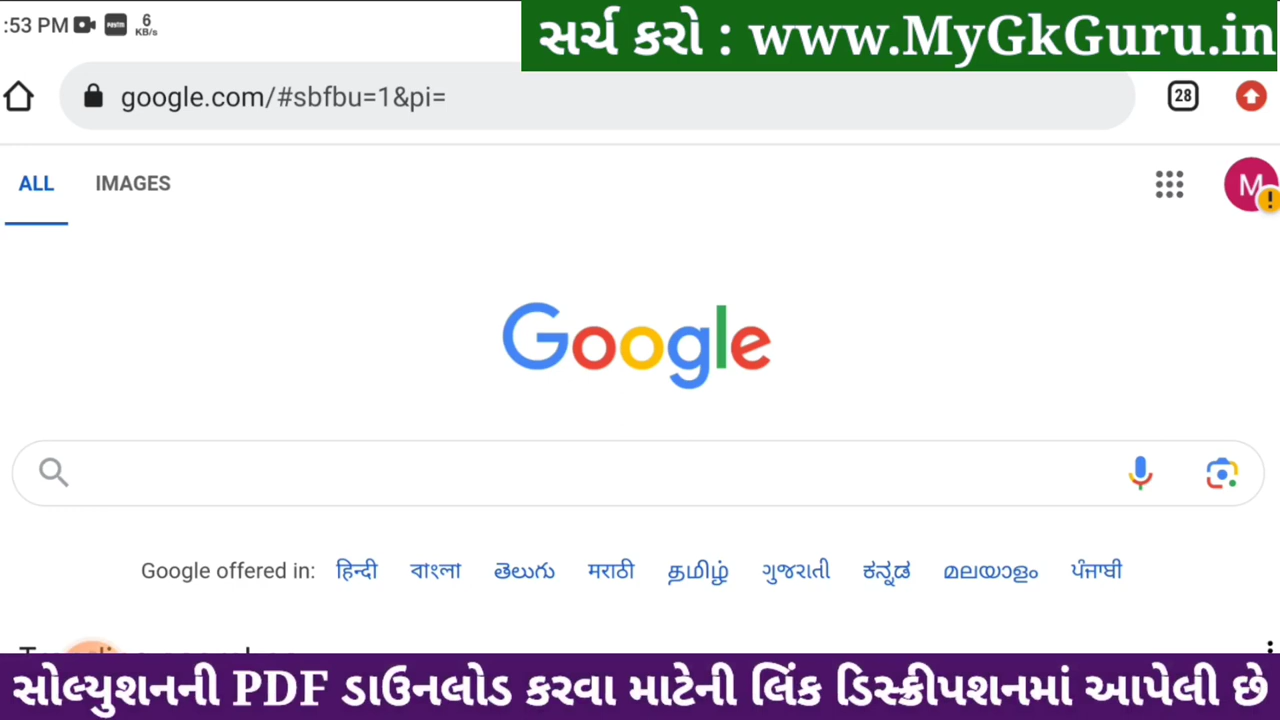 :53 PM
6
KB/s
સર્ચ કરો : www.MyGkGuru.in
google.com/#sbfbu=1&pi=
28
ALL IMAGES
M
Google
Google offered in: हिन्दी বাংলা తెలుగు मराठी தமிழ் ગુજરાતી ಕನ್ನಡ മലയാളം ਪੰਜਾਬੀ
સોલ્યુશનની PDF ડાઉનલોડ કરવા માટેની લિંક ડિસ્ક્રીપશનમાં આપેલી છે